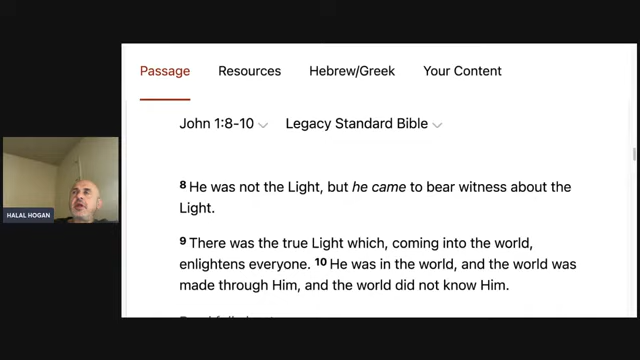 Passage Resources Hebrew/Greek Your Content
John 1:8-10 Legacy Standard Bible
8 He was not the Light, but he came to bear witness about the
Light.
9 There was the true Light which, coming into the world,
enlightens everyone. 10 He was in the world, and the world was
made through Him, and the world did not know Him.
HALAL HOGAN